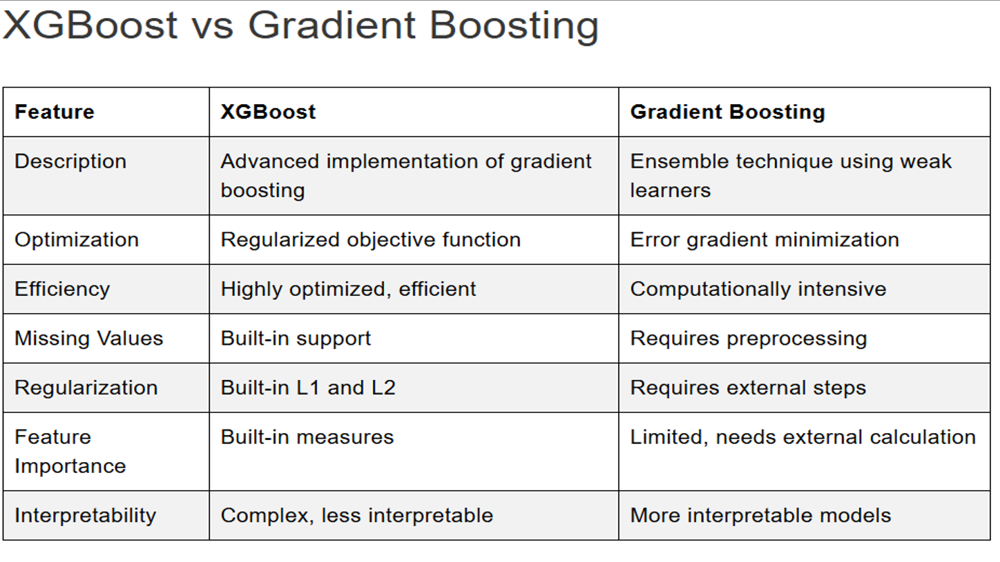 XGBoost vs Gradient Boosting
Feature XGBoost Gradient Boosting
Description Advanced implementation of gradient Ensemble technique using weak
boosting learners
Optimization Regularized objective function Error gradient minimization
Efficiency Highly optimized, efficient Computationally intensive
Missing Values Built-in support Requires preprocessing
Regularization Built-in L1 and L2 Requires external steps
Feature Built-in measures Limited, needs external calculation
Importance
Interpretability Complex, less interpretable More interpretable models